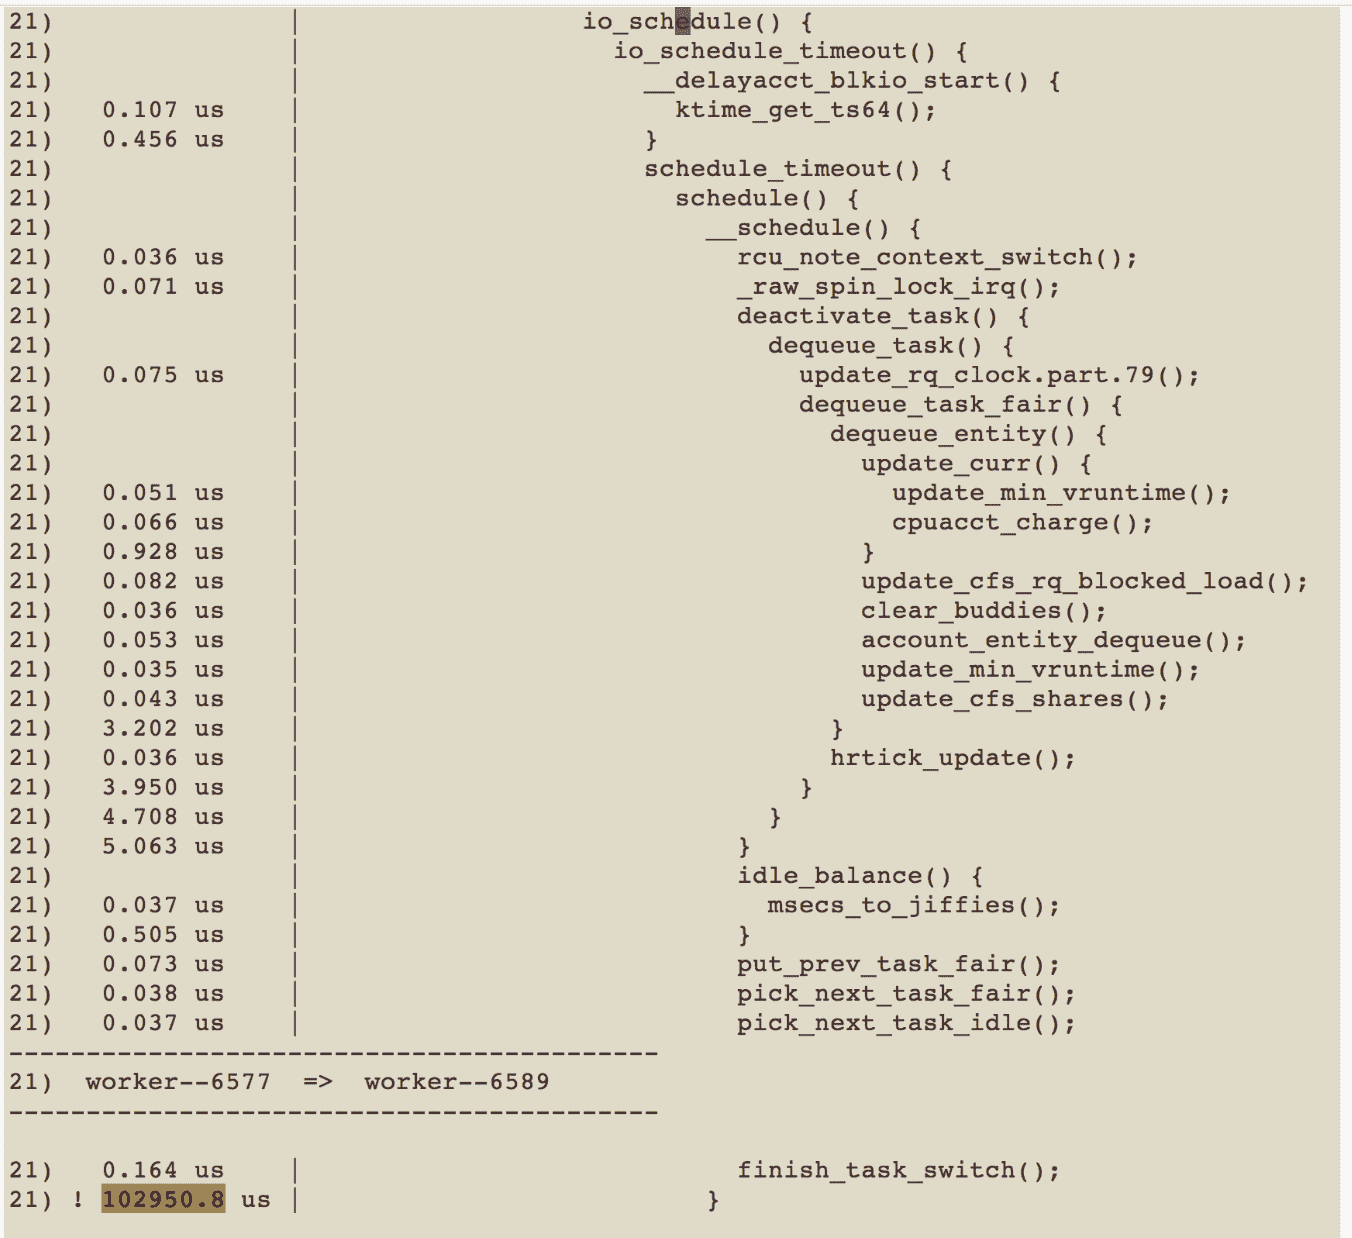 21)               |                   io_schedule() {
21)               |                     io_schedule_timeout() {
21)               |                       __delayacct_blkio_start() {
21)   0.107 us    |                         ktime_get_ts64();
21)   0.456 us    |                       }
21)               |                       schedule_timeout() {
21)               |                         schedule() {
21)               |                           __schedule() {
21)   0.036 us    |                             rcu_note_context_switch();
21)   0.071 us    |                             _raw_spin_lock_irq();
21)               |                             deactivate_task() {
21)               |                               dequeue_task() {
21)   0.075 us    |                                 update_rq_clock.part.79();
21)               |                                 dequeue_task_fair() {
21)               |                                   dequeue_entity() {
21)               |                                     update_curr() {
21)   0.051 us    |                                       update_min_vruntime();
21)   0.066 us    |                                       cpuacct_charge();
21)   0.928 us    |                                     }
21)   0.082 us    |                                     update_cfs_rq_blocked_load();
21)   0.036 us    |                                     clear_buddies();
21)   0.053 us    |                                     account_entity_dequeue();
21)   0.035 us    |                                     update_min_vruntime();
21)   0.043 us    |                                     update_cfs_shares();
21)   3.202 us    |                                   }
21)   0.036 us    |                                   hrtick_update();
21)   3.950 us    |                                 }
21)   4.708 us    |                               }
21)   5.063 us    |                             }
21)               |                             idle_balance() {
21)   0.037 us    |                               msecs_to_jiffies();
21)   0.505 us    |                             }
21)   0.073 us    |                             put_prev_task_fair();
21)   0.038 us    |                             pick_next_task_fair();
21)   0.037 us    |                             pick_next_task_idle();
------------------------------------------
21)  worker--6577  =>  worker--6589
------------------------------------------
21)   0.164 us    |                             finish_task_switch();
21) ! 102950.8 us |                           }